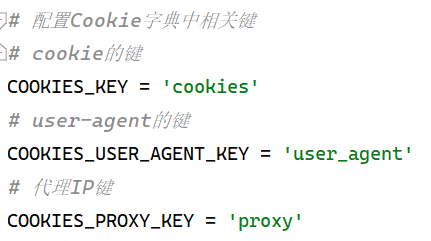 # 配置Cookie字典中相关键
# cookie的键
COOKIES_KEY = 'cookies'
# user-agent的键
COOKIES_USER_AGENT_KEY = 'user_agent'
# 代理IP键
COOKIES_PROXY_KEY = 'proxy'